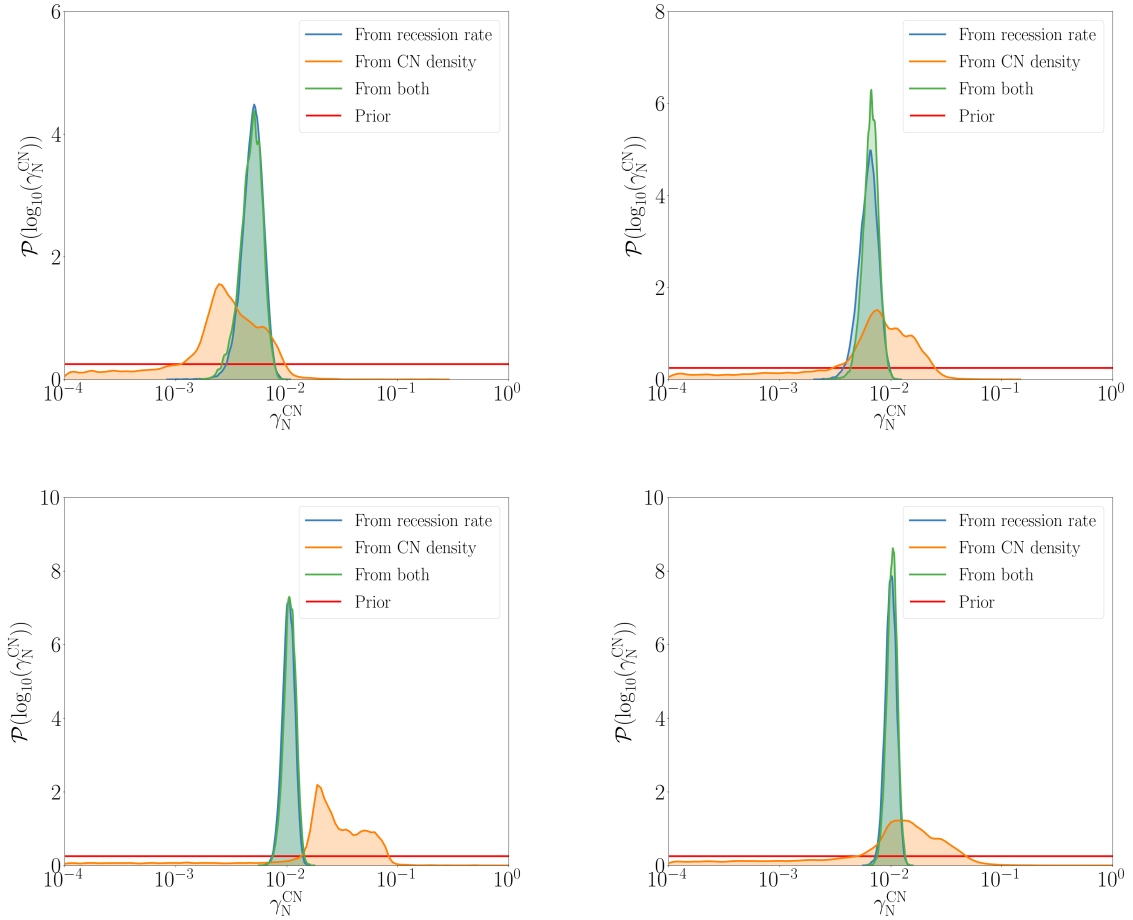 6
4
2
0
𝒫(log₁₀(γ_N^CN))
From recession rate
From CN density
From both
Prior
10⁻⁴ 10⁻³ 10⁻² 10⁻¹ 10⁰
γ_N^CN
8
6
4
2
0
𝒫(log₁₀(γ_N^CN))
From recession rate
From CN density
From both
Prior
10⁻⁴ 10⁻³ 10⁻² 10⁻¹ 10⁰
γ_N^CN
10
8
6
4
2
0
𝒫(log₁₀(γ_N^CN))
From recession rate
From CN density
From both
Prior
10⁻⁴ 10⁻³ 10⁻² 10⁻¹ 10⁰
γ_N^CN
10
8
6
4
2
0
𝒫(log₁₀(γ_N^CN))
From recession rate
From CN density
From both
Prior
10⁻⁴ 10⁻³ 10⁻² 10⁻¹ 10⁰
γ_N^CN